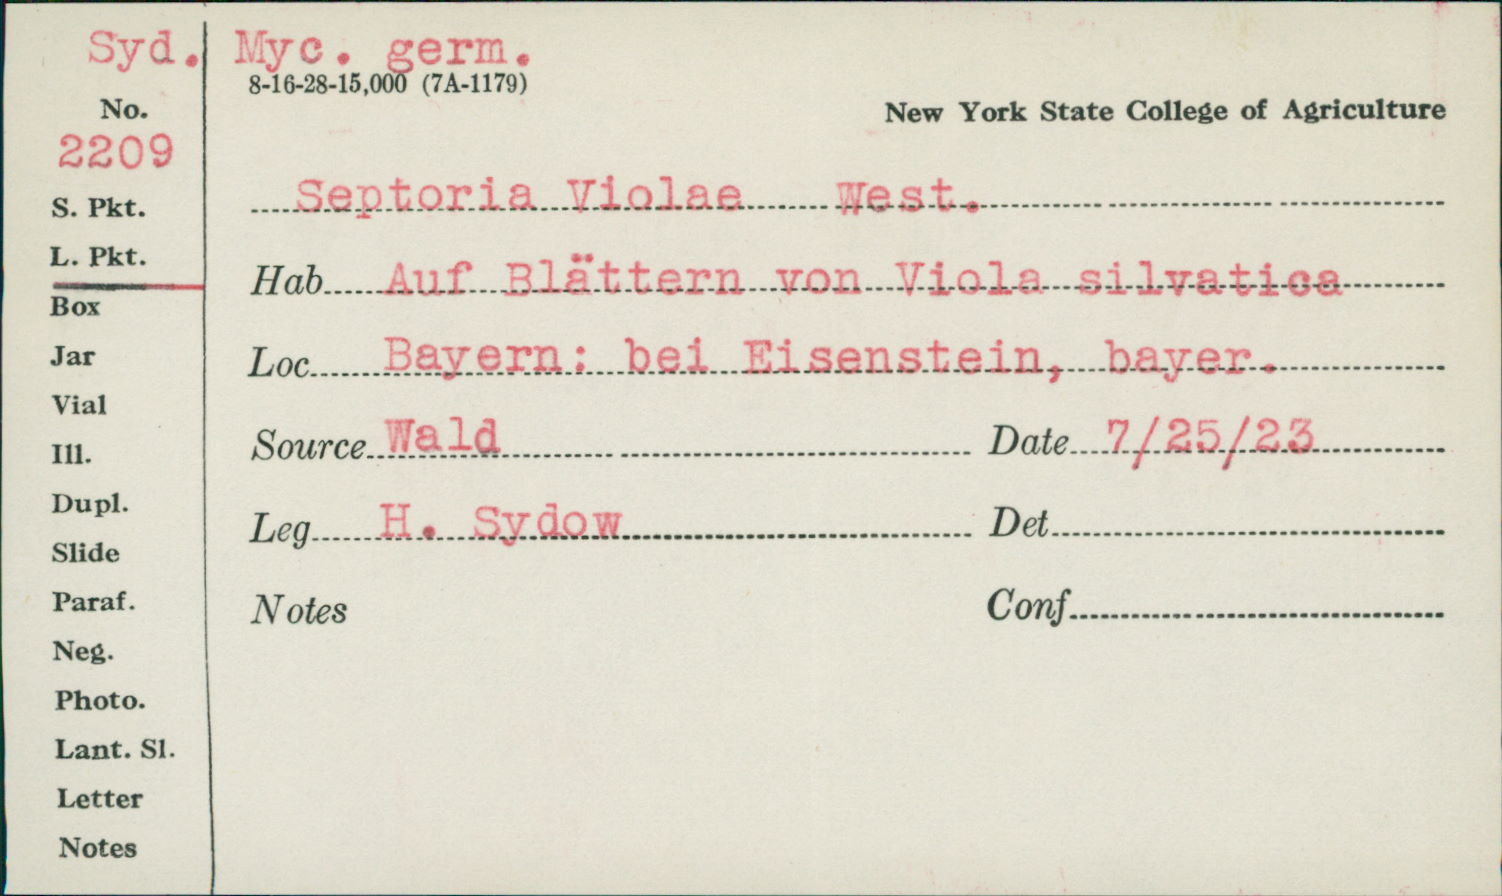 Syd. Myc. germ.
8-16-28-15,000 (7A-1179)
No.
New York State College of Agriculture
2209
Septoria Violae West.
S. Pkt.
L. Pkt.
Hab Auf Blättern von Viola silvatica
Box
Jar
Loc Bayern: bei Eisenstein, bayer.
Vial
Source Wald Date 7/25/23
Ill.
Dupl.
Leg H. Sydow Det
Slide
Paraf.
Notes Conf
Neg.
Photo.
Lant. Sl.
Letter
Notes